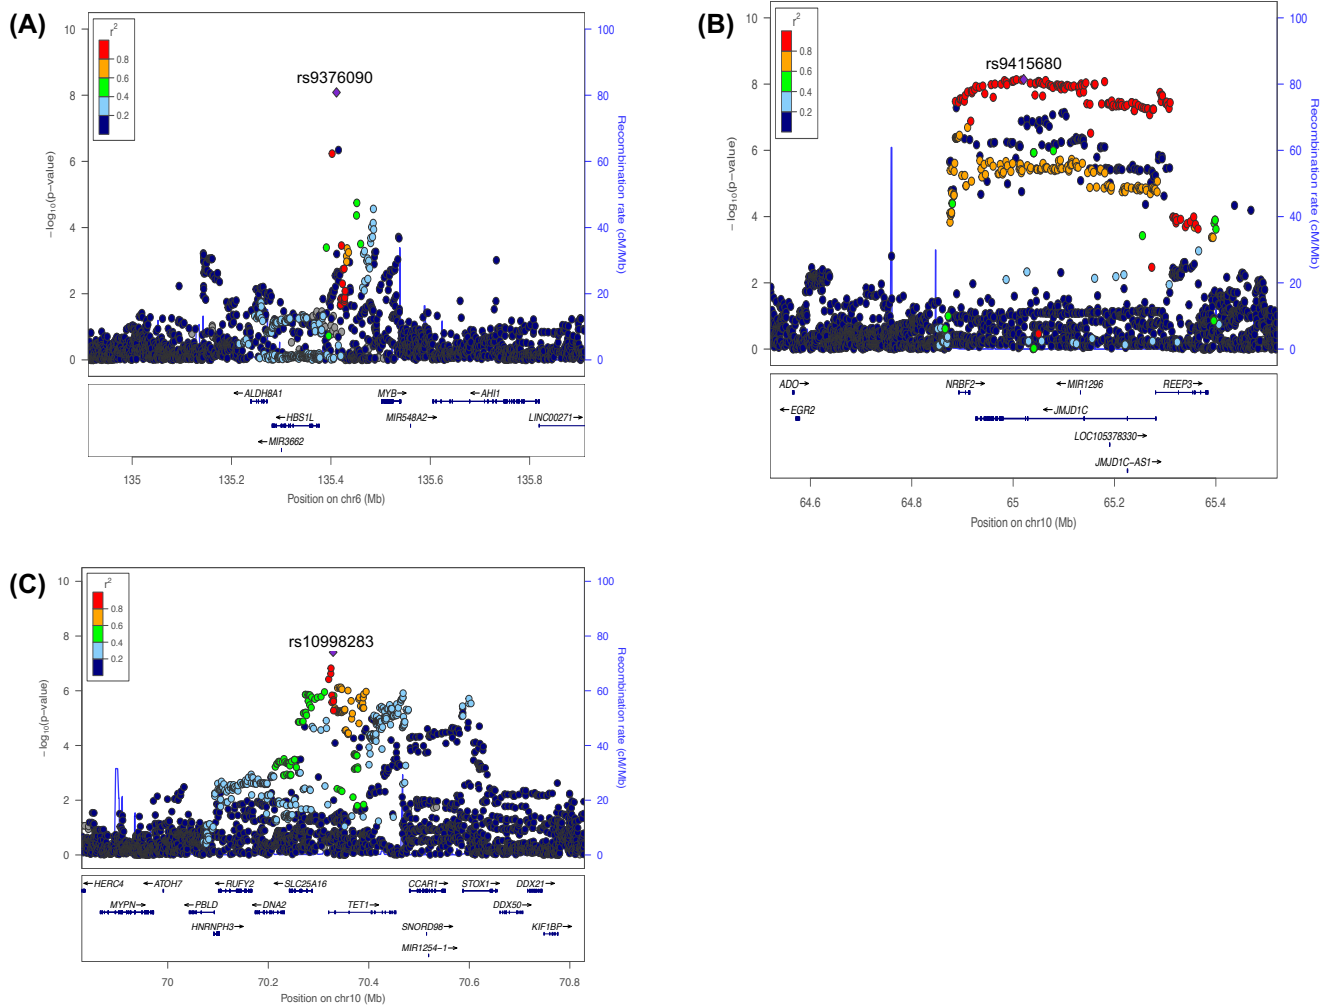 (A)
r²
0.8
0.6
0.4
0.2
rs9376090
10
8
6
4
2
0
−log₁₀(p−value)
100
80
60
40
20
0
Recombination rate (cM/Mb)
←ALDH8A1
MYB→
←AHI1
←HBS1L
MIR548A2→
LINC00271→
←MIR3662
135
135.2
135.4
135.6
135.8
Position on chr6 (Mb)
(B)
r²
0.8
0.6
0.4
0.2
rs9415680
10
8
6
4
2
0
−log₁₀(p−value)
100
80
60
40
20
0
Recombination rate (cM/Mb)
ADO→
NRBF2→
←MIR1296
REEP3→
←EGR2
←JMJD1C
LOC105378330→
JMJD1C−AS1→
64.6
64.8
65
65.2
65.4
Position on chr10 (Mb)
(C)
r²
0.8
0.6
0.4
0.2
rs10998283
10
8
6
4
2
0
−log₁₀(p−value)
100
80
60
40
20
0
Recombination rate (cM/Mb)
←HERC4
←ATOH7
←RUFY2
←SLC25A16
CCAR1→
STOX1→
DDX21→
MYPN→
←PBLD
←DNA2
TET1→
DDX50→
HNRNPH3→
SNORD98→
KIF1BP→
MIR1254−1→
70
70.2
70.4
70.6
70.8
Position on chr10 (Mb)